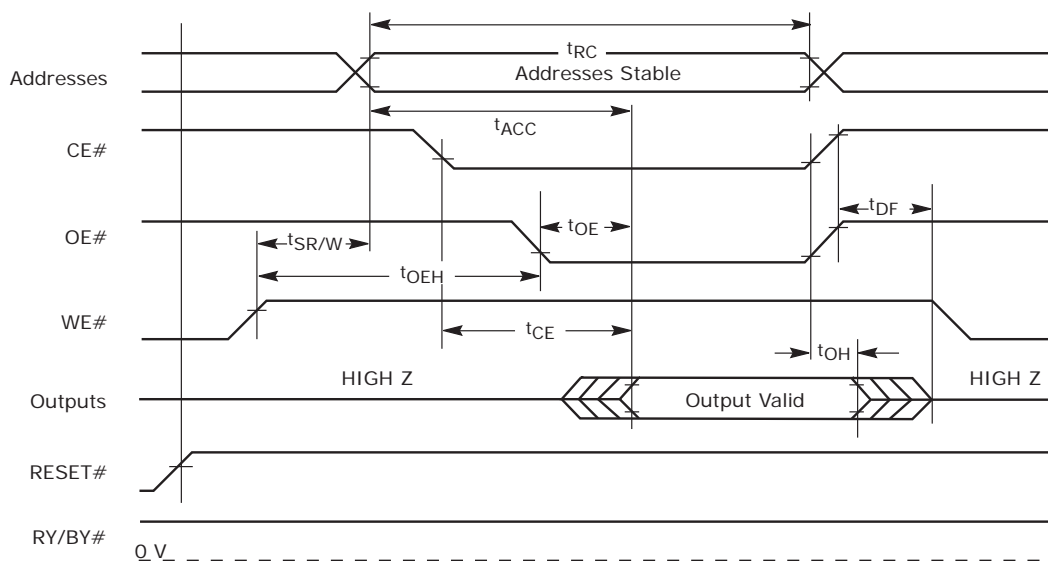 tRC
Addresses
Addresses Stable
tACC
CE#
tDF
OE#
tOE
tSR/W
tOEH
WE#
tCE
tOH
HIGH Z
HIGH Z
Outputs
Output Valid
RESET#
RY/BY#
0 V